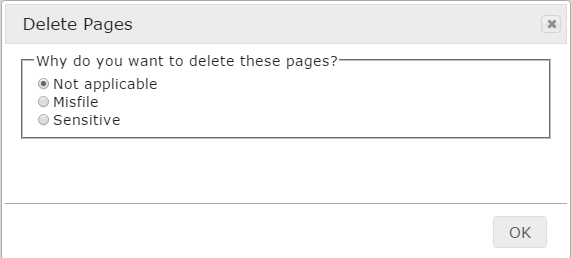 Delete Pages
Why do you want to delete these pages?
Not applicable
Misfile
Sensitive
OK